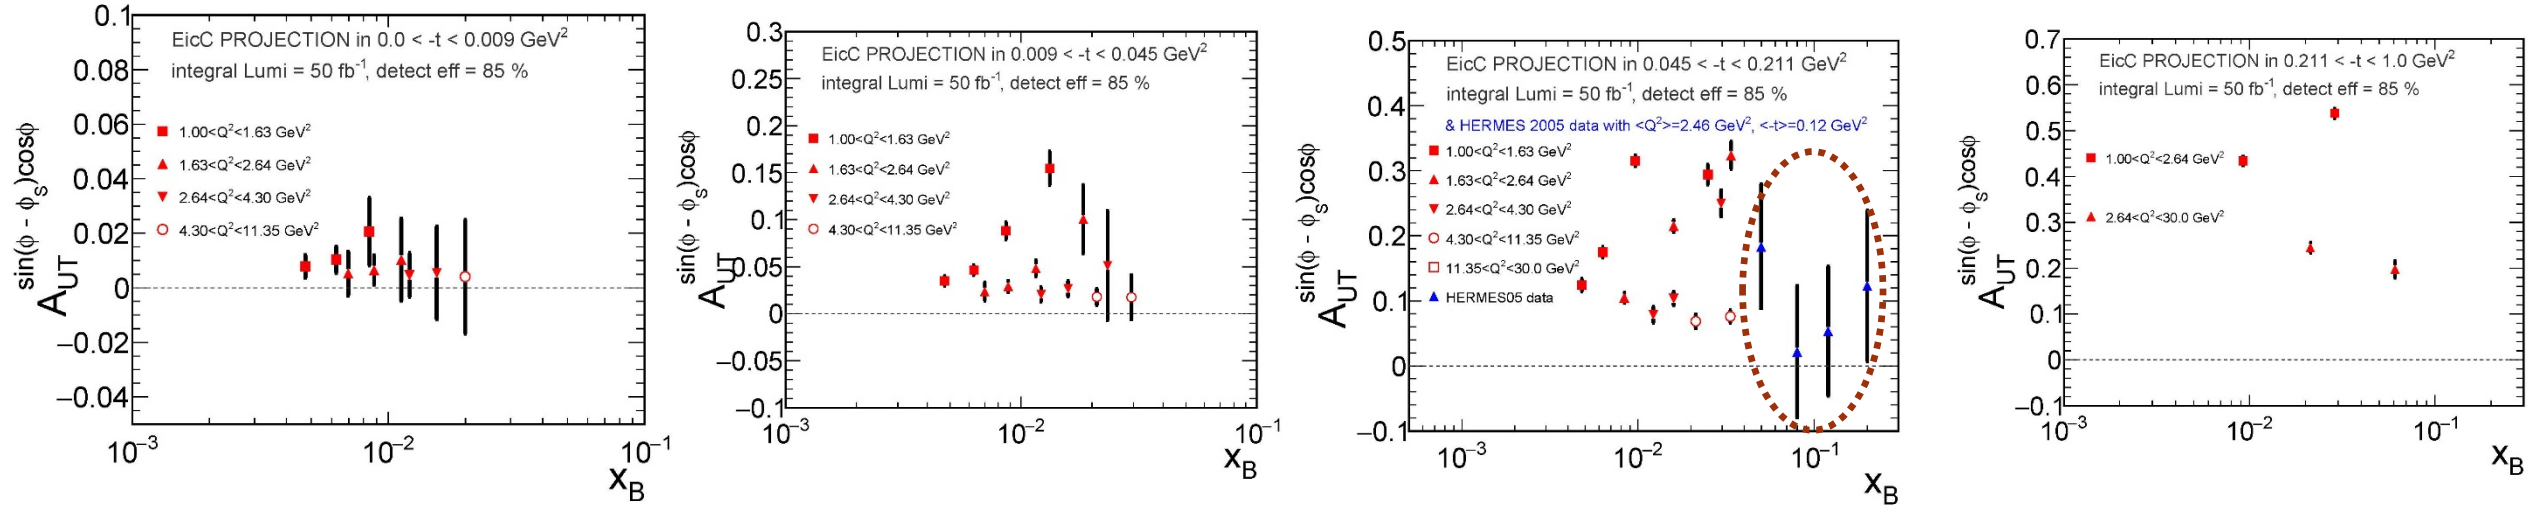 EicC PROJECTION in 0.0 < -t < 0.009 GeV²
integral Lumi = 50 fb⁻¹, detect eff = 85 %
1.00<Q²<1.63 GeV²
1.63<Q²<2.64 GeV²
2.64<Q²<4.30 GeV²
4.30<Q²<11.35 GeV²
A_UT^sin(ϕ - ϕ_S)cosϕ
0.1
0.08
0.06
0.04
0.02
0
−0.02
−0.04
10⁻³
10⁻²
10⁻¹
x_B
EicC PROJECTION in 0.009 < -t < 0.045 GeV²
integral Lumi = 50 fb⁻¹, detect eff = 85 %
1.00<Q²<1.63 GeV²
1.63<Q²<2.64 GeV²
2.64<Q²<4.30 GeV²
4.30<Q²<11.35 GeV²
A_UT^sin(ϕ - ϕ_S)cosϕ
0.3
0.25
0.2
0.15
0.1
0.05
0
−0.05
−0.1
10⁻³
10⁻²
10⁻¹
x_B
EicC PROJECTION in 0.045 < -t < 0.211 GeV²
integral Lumi = 50 fb⁻¹, detect eff = 85 %
& HERMES 2005 data with <Q²>=2.46 GeV², <-t>=0.12 GeV²
1.00<Q²<1.63 GeV²
1.63<Q²<2.64 GeV²
2.64<Q²<4.30 GeV²
4.30<Q²<11.35 GeV²
11.35<Q²<30.0 GeV²
HERMES05 data
A_UT^sin(ϕ - ϕ_S)cosϕ
0.5
0.4
0.3
0.2
0.1
0
−0.1
10⁻³
10⁻²
10⁻¹
x_B
EicC PROJECTION in 0.211 < -t < 1.0 GeV²
integral Lumi = 50 fb⁻¹, detect eff = 85 %
1.00<Q²<2.64 GeV²
2.64<Q²<30.0 GeV²
A_UT^sin(ϕ - ϕ_S)cosϕ
0.7
0.6
0.5
0.4
0.3
0.2
0.1
0
−0.1
10⁻³
10⁻²
10⁻¹
x_B